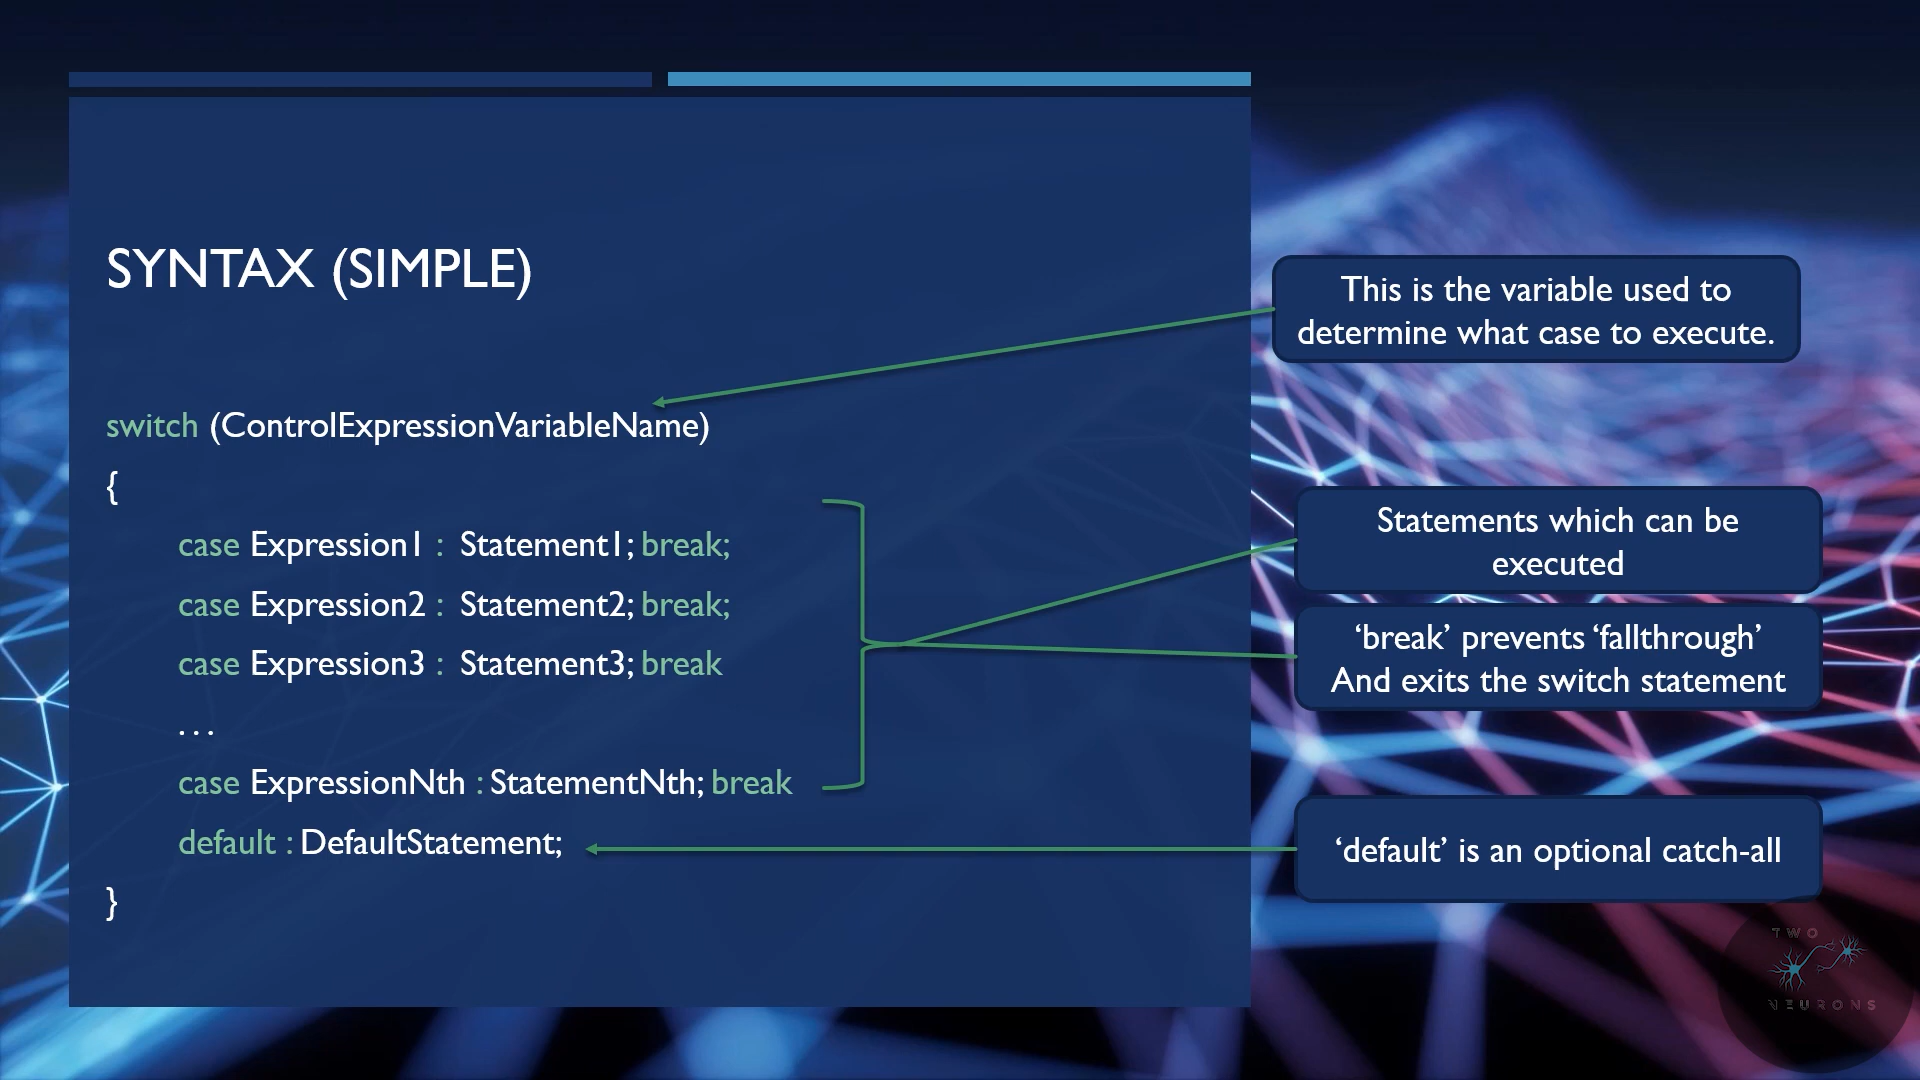 SYNTAX (SIMPLE)
switch (ControlExpressionVariableName)
{
case Expression1 : Statement1; break;
case Expression2 : Statement2; break;
case Expression3 : Statement3; break
...
case ExpressionNth : StatementNth; break
default : DefaultStatement;
}
This is the variable used to
determine what case to execute.
Statements which can be
executed
‘break’ prevents ‘fallthrough’
And exits the switch statement
‘default’ is an optional catch-all
TWO
NEURONS